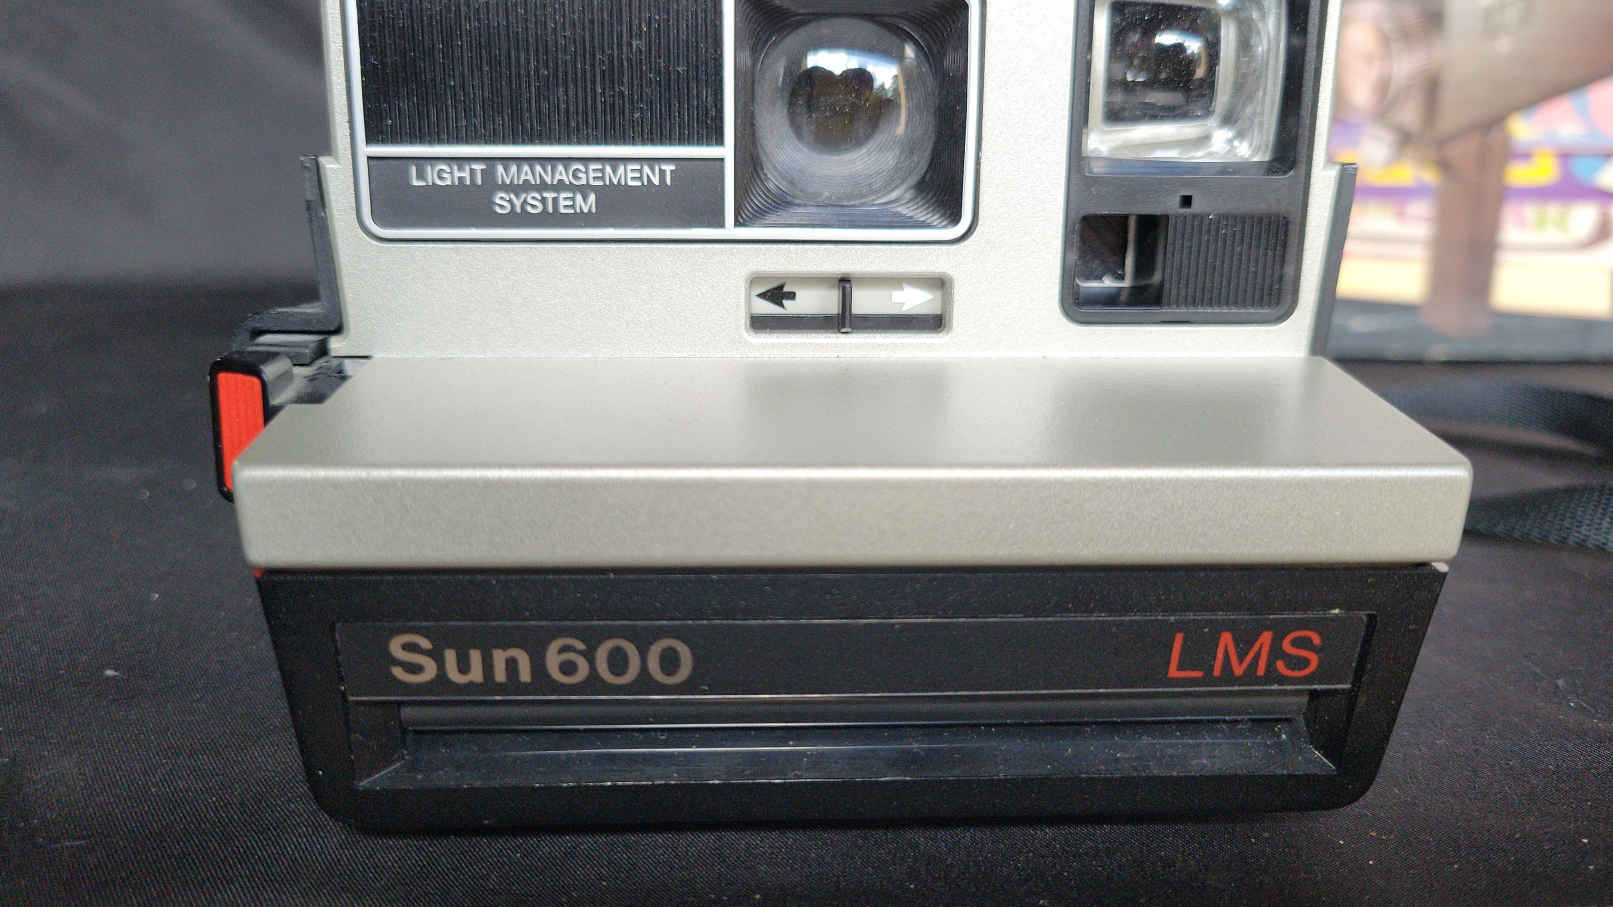 LIGHT MANAGEMENT
SYSTEM
Sun600
LMS